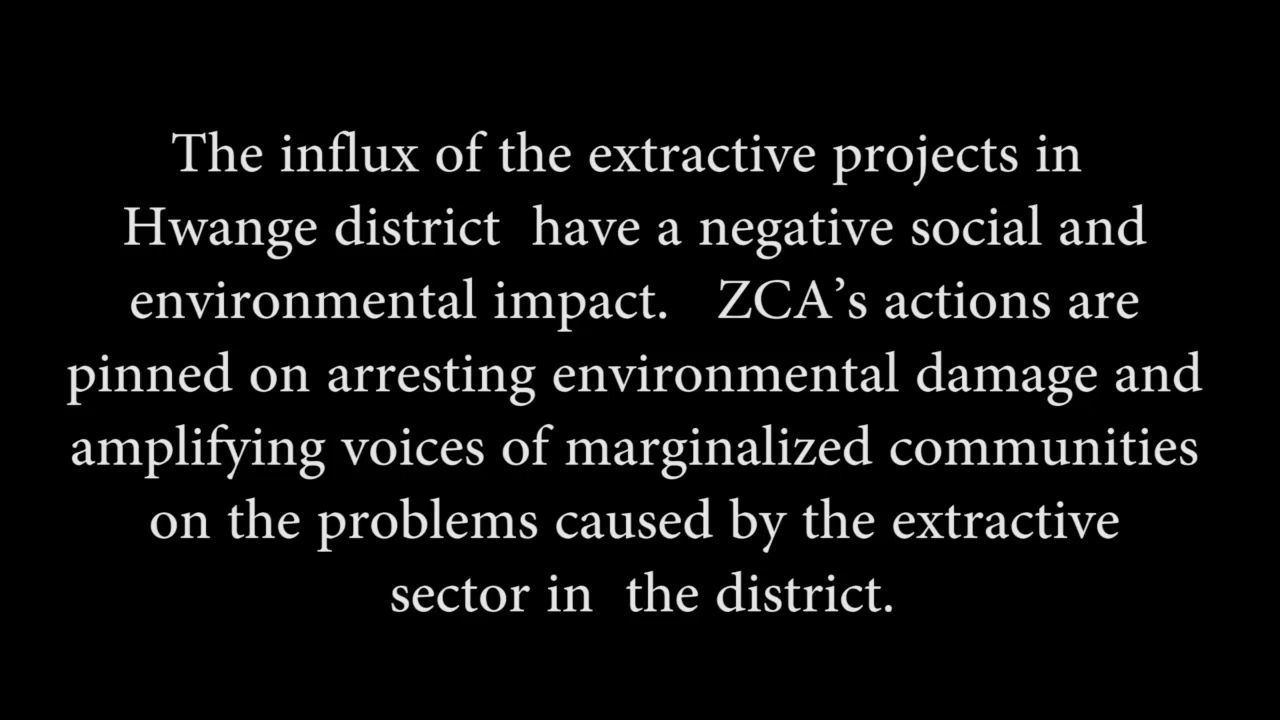 The influx of the extractive projects in
Hwange district  have a negative social and
environmental impact.   ZCA’s actions are
pinned on arresting environmental damage and
amplifying voices of marginalized communities
on the problems caused by the extractive
sector in  the district.